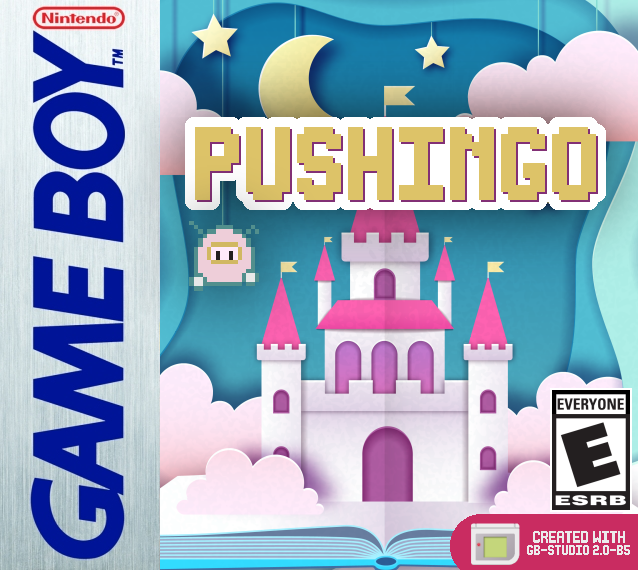 Nintendo
GAME BOY™
PUSHINGO
EVERYONE
E
ESRB
CREATED WITH
GB-STUDIO 2.0-B5